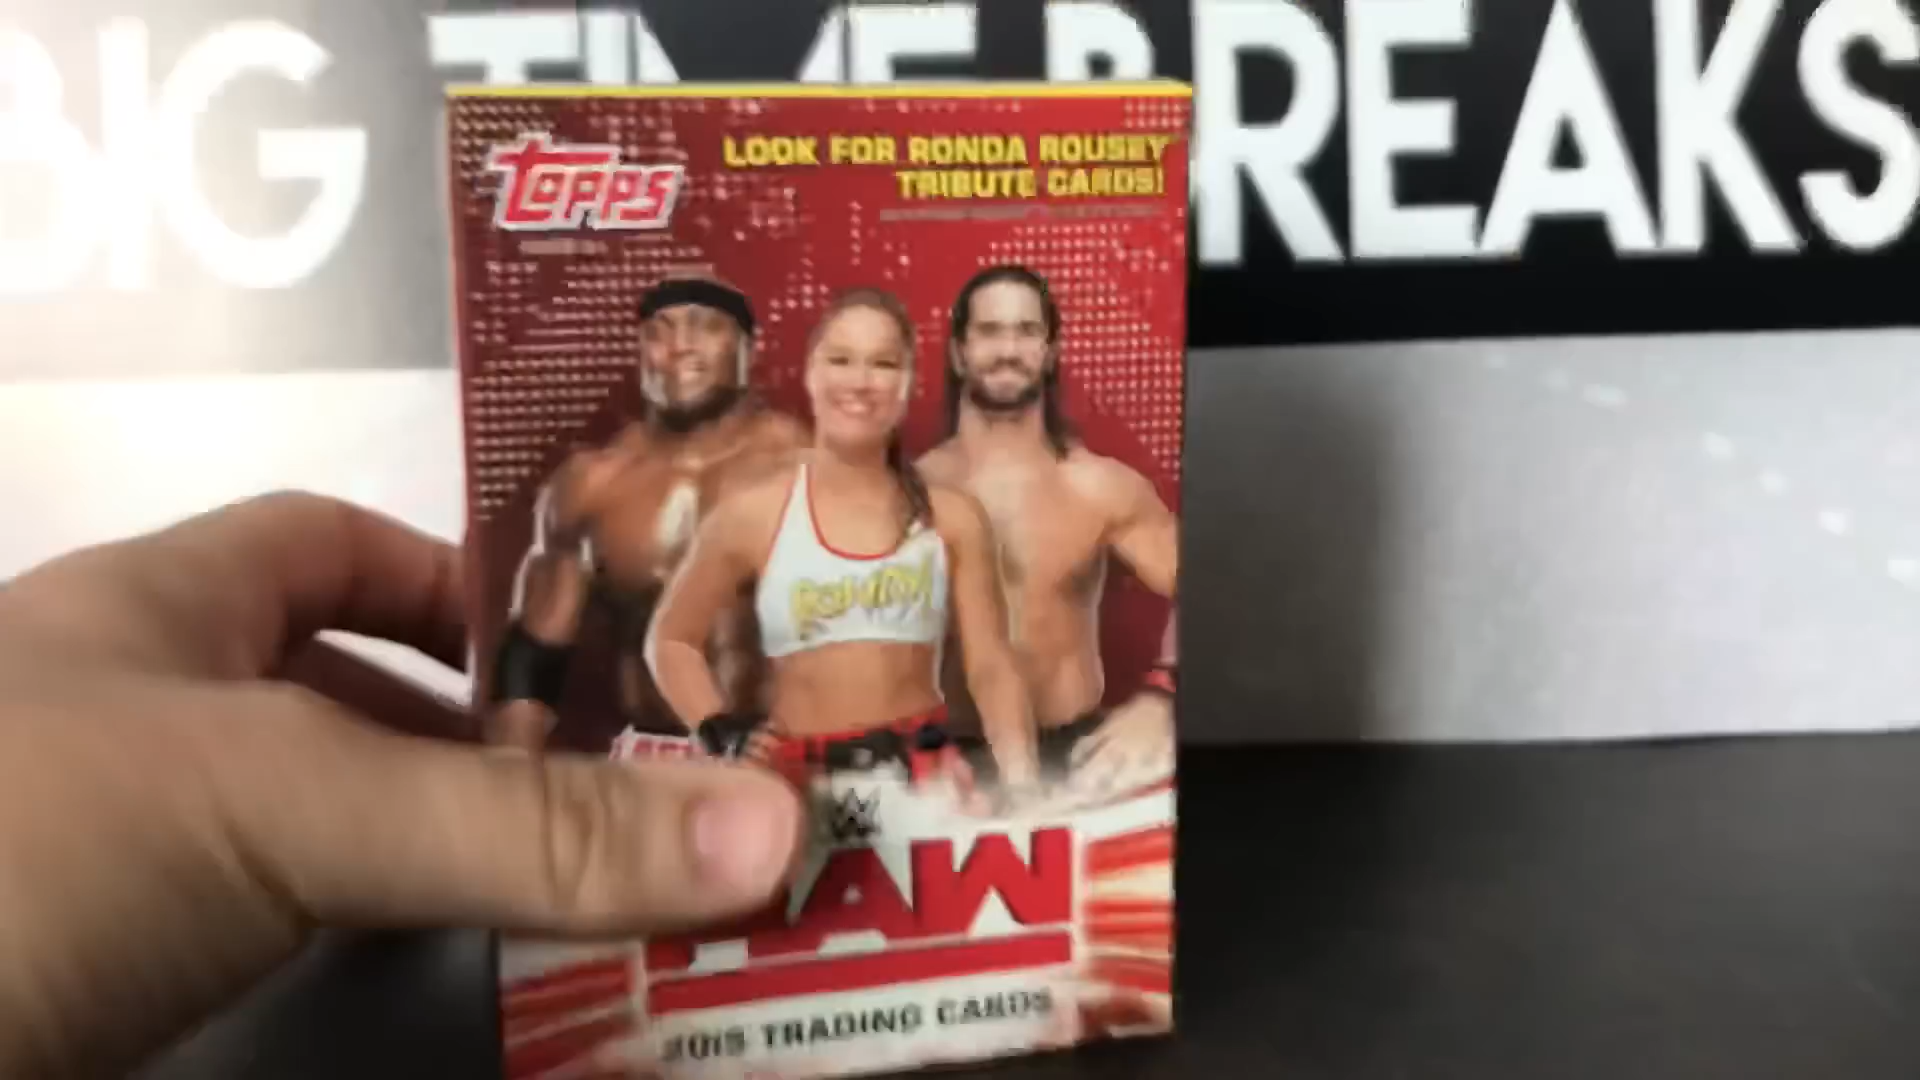 BIG TIME BREAKS
Topps
LOOK FOR RONDA ROUSEY
TRIBUTE CARDS!
W
RAW
2019 TRADING CARDS